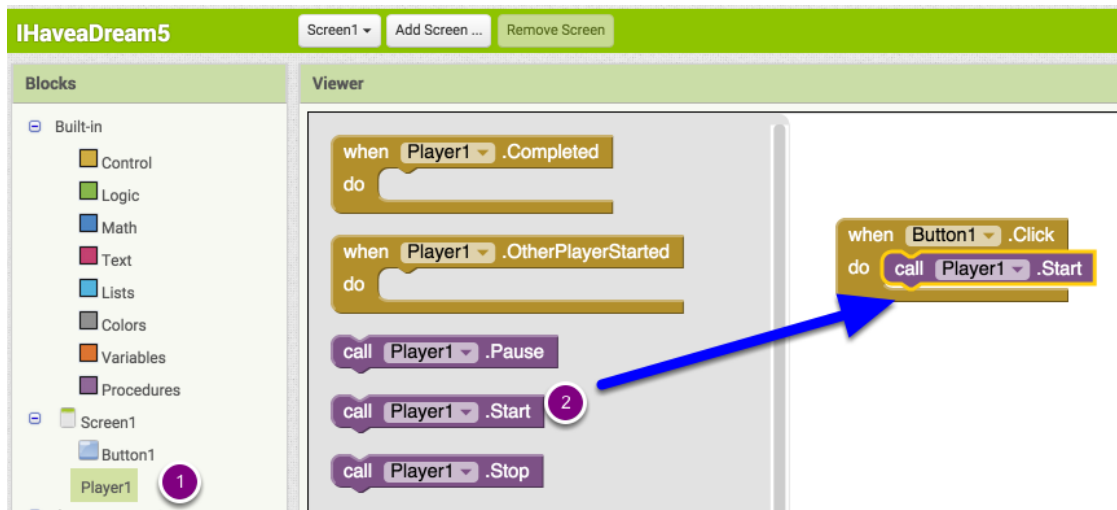 IHaveaDream5
Screen1
Add Screen ...
Remove Screen
Blocks
Viewer
Built-in
Control
Logic
Math
Text
Lists
Colors
Variables
Procedures
Screen1
Button1
Player1
1
when Player1 .Completed
do
when Player1 .OtherPlayerStarted
do
call Player1 .Pause
call Player1 .Start
2
call Player1 .Stop
when Button1 .Click
do call Player1 .Start